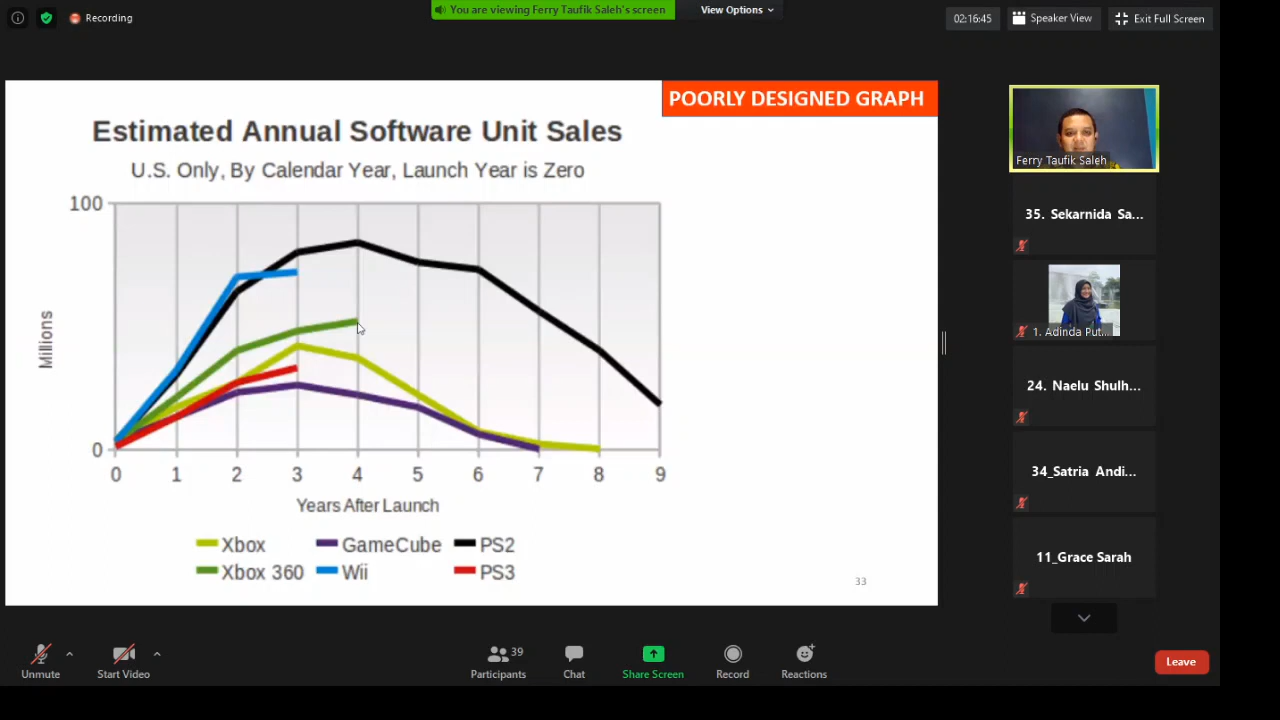 Recording
You are viewing Ferry Taufik Saleh's screen
View Options
02:16:45
Speaker View
Exit Full Screen
POORLY DESIGNED GRAPH
Estimated Annual Software Unit Sales
U.S. Only, By Calendar Year, Launch Year is Zero
100
Millions
0
0 1 2 3 4 5 6 7 8 9
Years After Launch
Xbox GameCube PS2
Xbox 360 Wii PS3
33
Ferry Taufik Saleh
35. Sekarnida Sa...
1. Adinda Put...
24. Naelu Shulh...
34_Satria Andi...
11_Grace Sarah
Unmute
Start Video
39
Participants
Chat
Share Screen
Record
Reactions
Leave